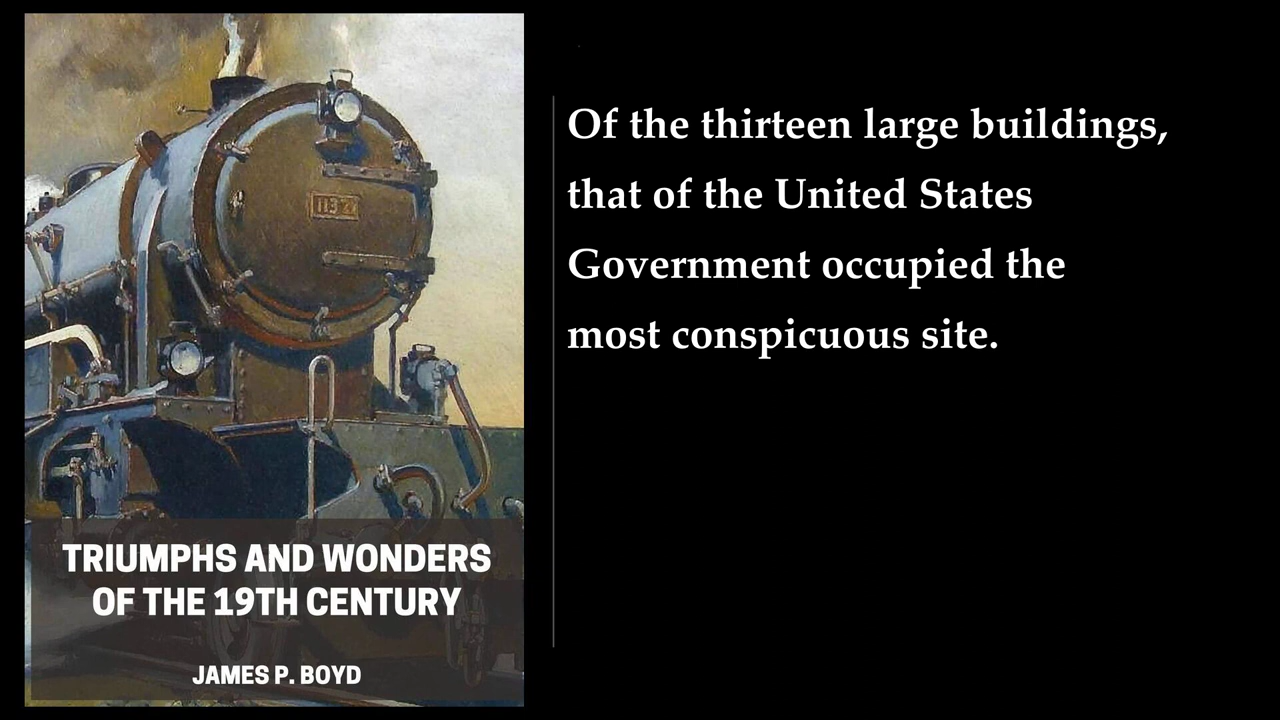 Of the thirteen large buildings,
that of the United States
Government occupied the
most conspicuous site.
TRIUMPHS AND WONDERS
OF THE 19TH CENTURY
JAMES P. BOYD